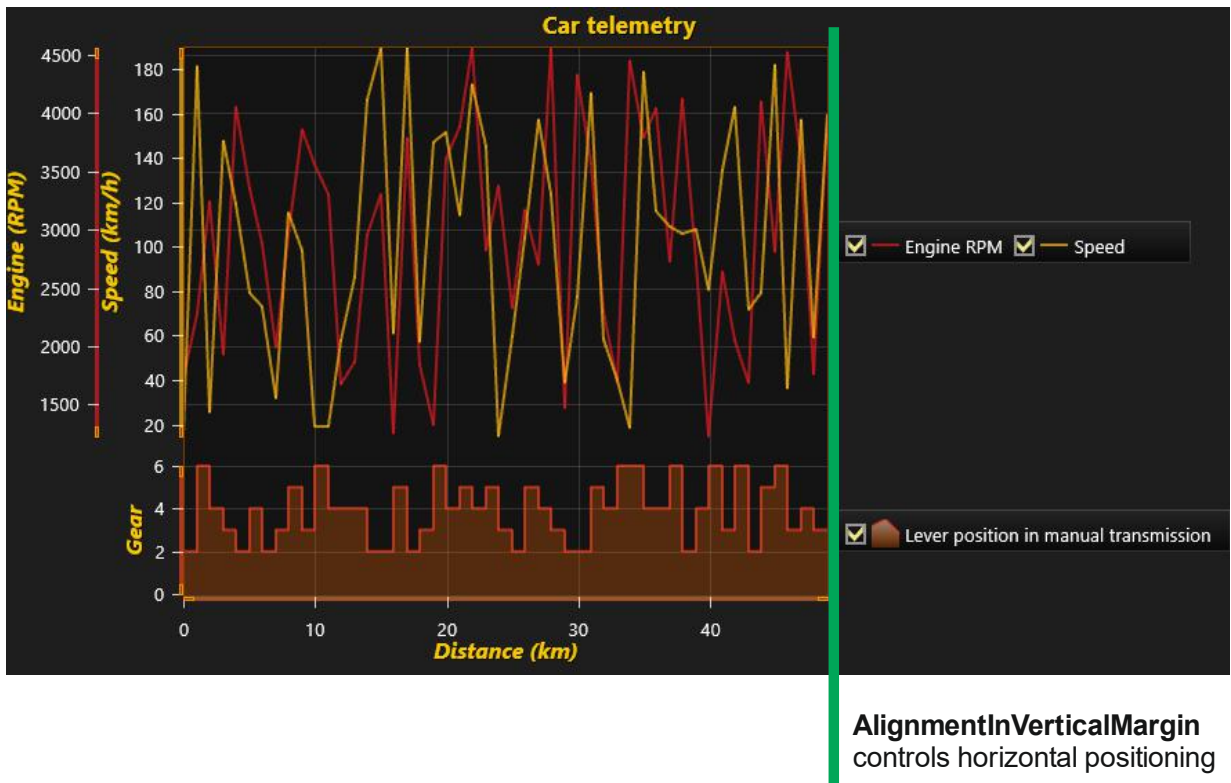 Car telemetry
Engine (RPM)
4500
4000
3500
3000
2500
2000
1500
Speed (km/h)
180
160
140
120
100
80
60
40
20
Gear
6
4
2
0
0 10 20 30 40
Distance (km)
Engine RPM Speed
Lever position in manual transmission
AlignmentInVerticalMargin
controls horizontal positioning